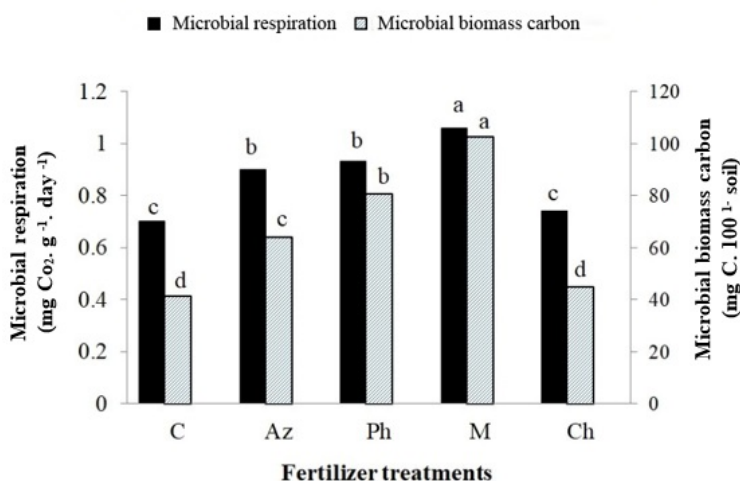 Microbial respiration Microbial biomass carbon
Microbial respiration
(mg Co₂. g ⁻¹. day ⁻¹)
1.2
1
0.8
0.6
0.4
0.2
0
c d
b c
b b
a a
c d
120
100
80
60
40
20
0
Microbial biomass carbon
(mg C. 100 ¹⁻ soil)
C Az Ph M Ch
Fertilizer treatments